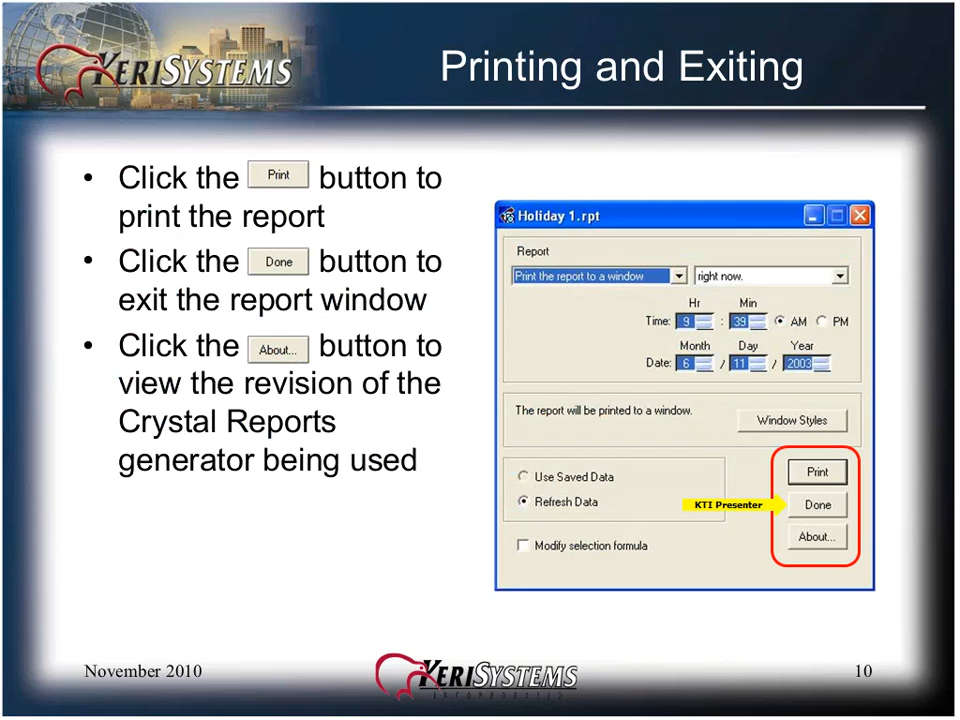 KERISYSTEMS
Printing and Exiting
• Click the Print button to
print the report
• Click the Done button to
exit the report window
• Click the About... button to
view the revision of the
Crystal Reports
generator being used
Holiday 1.rpt
Report
Print the report to a window right now.
Hr Min
Time: 9 : 39 AM PM
Month Day Year
Date: 6 / 11 / 2003
The report will be printed to a window.
Window Styles
Use Saved Data
Refresh Data
Modify selection formula
Print
KTI Presenter
Done
About...
November 2010
KERISYSTEMS
INCORPORATED
10